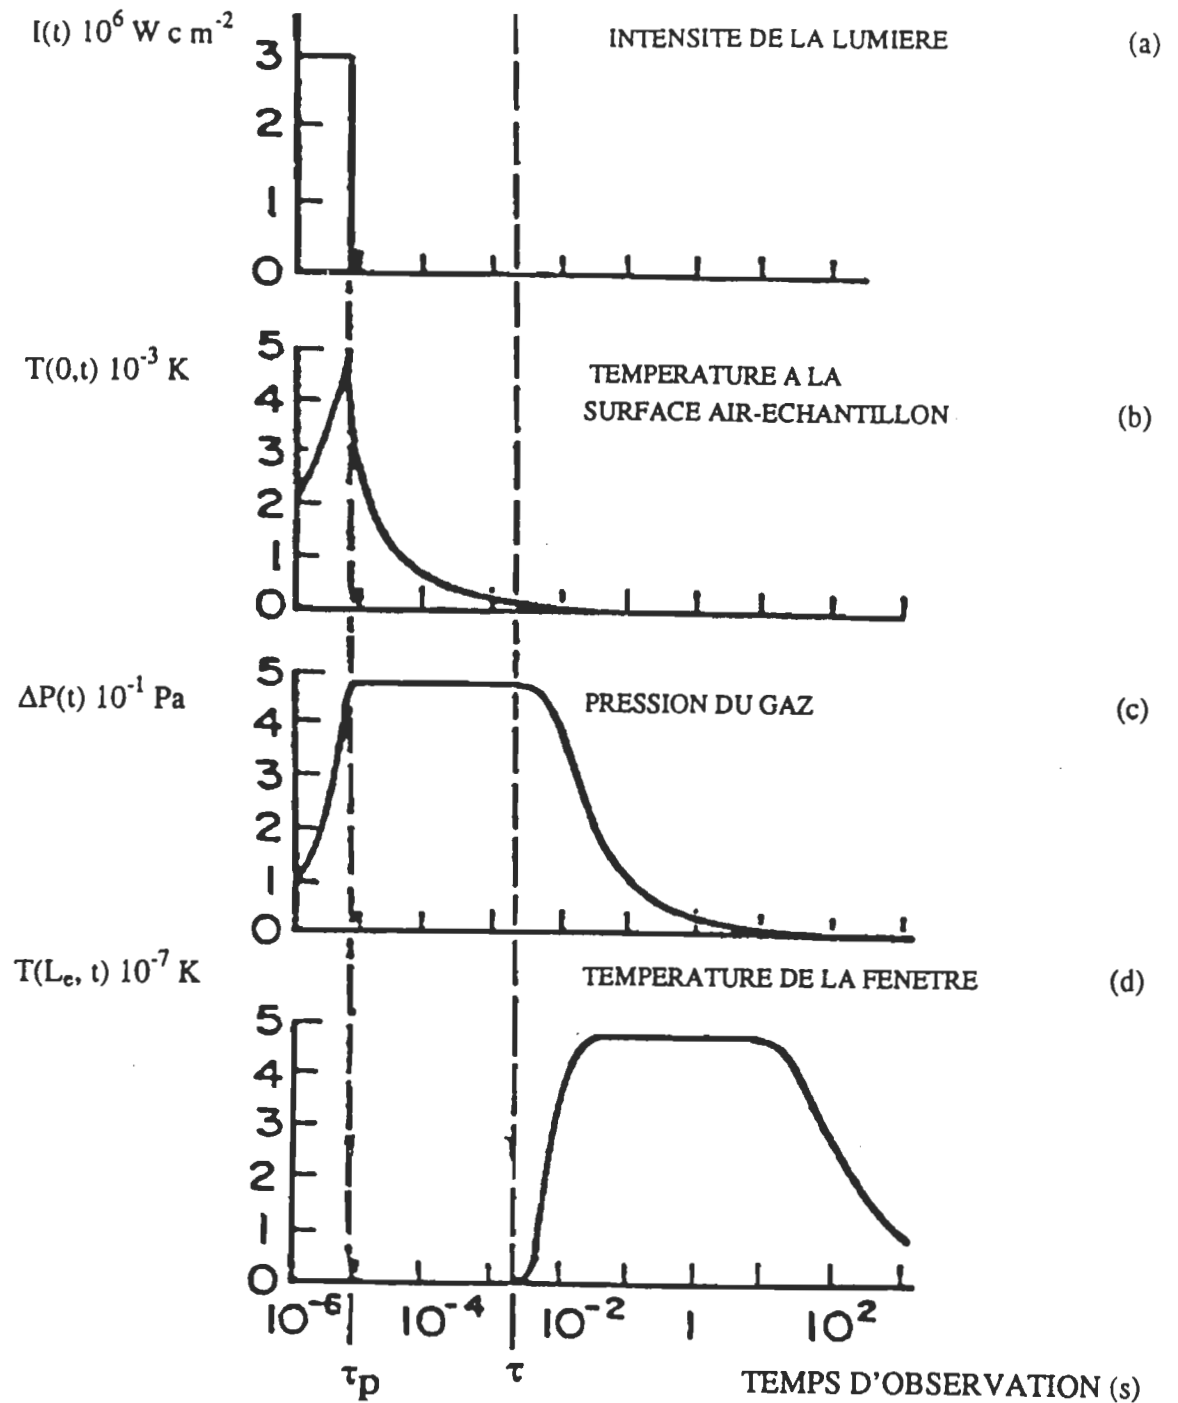 I(t) 10^6 W c m^-2
INTENSITE DE LA LUMIERE
(a)
3
2
1
0
T(0,t) 10^-3 K
TEMPERATURE A LA
SURFACE AIR-ECHANTILLON
(b)
5
4
3
2
1
0
ΔP(t) 10^-1 Pa
PRESSION DU GAZ
(c)
5
4
3
2
1
0
T(L_e, t) 10^-7 K
TEMPERATURE DE LA FENETRE
(d)
5
4
3
2
1
0
10^-6 10^-4 10^-2 1 10^2
τ_p τ
TEMPS D'OBSERVATION (s)